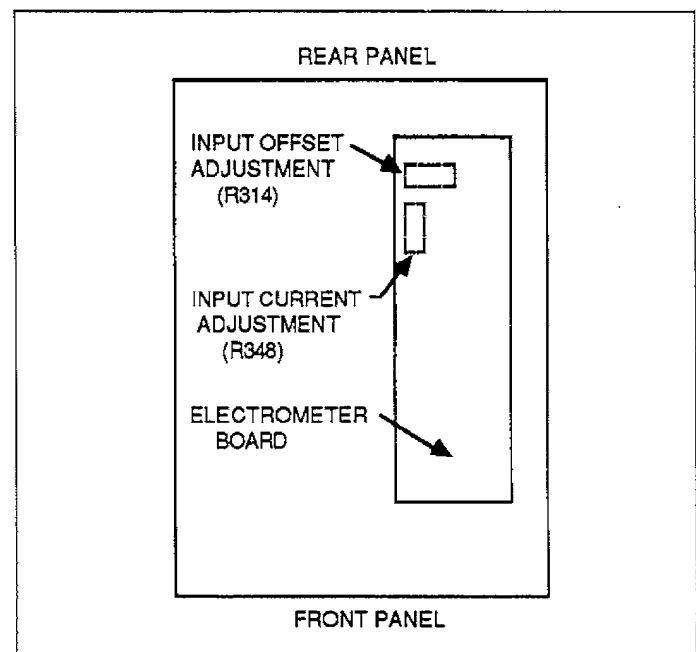 REAR PANEL
INPUT OFFSET
ADJUSTMENT
(R314)
INPUT CURRENT
ADJUSTMENT
(R348)
ELECTROMETER
BOARD
FRONT PANEL